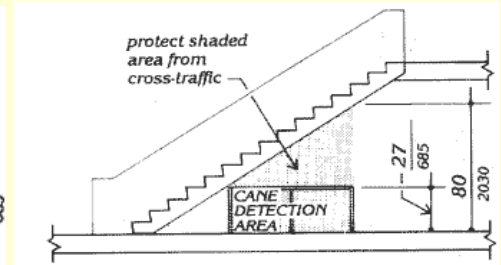 protect shaded
area from
cross-traffic
27
685
80
2030
CANE
DETECTION
AREA